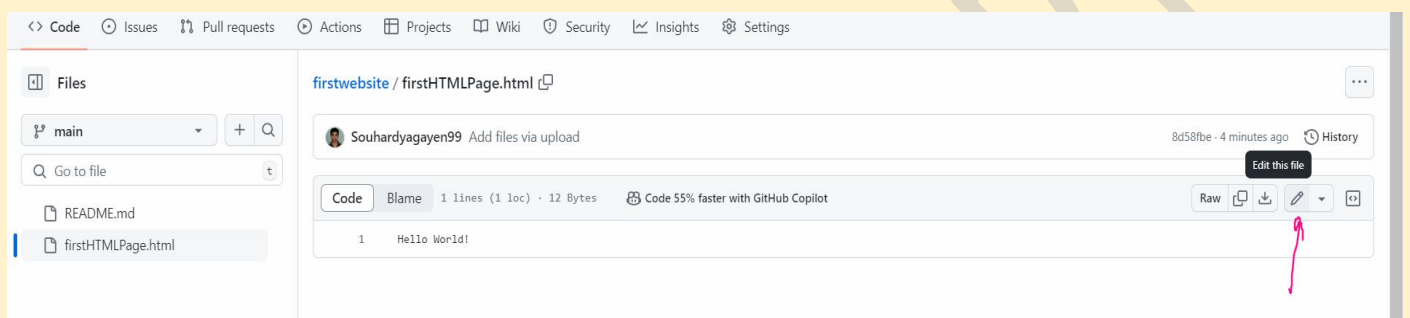 <> Code Issues Pull requests Actions Projects Wiki Security Insights Settings
Files
firstwebsite / firstHTMLPage.html
main
Souhardyagayen99 Add files via upload 8d58fbe · 4 minutes ago History
Go to file t
Edit this file
Code Blame 1 lines (1 loc) · 12 Bytes Code 55% faster with GitHub Copilot Raw
README.md
firstHTMLPage.html
1 Hello World!